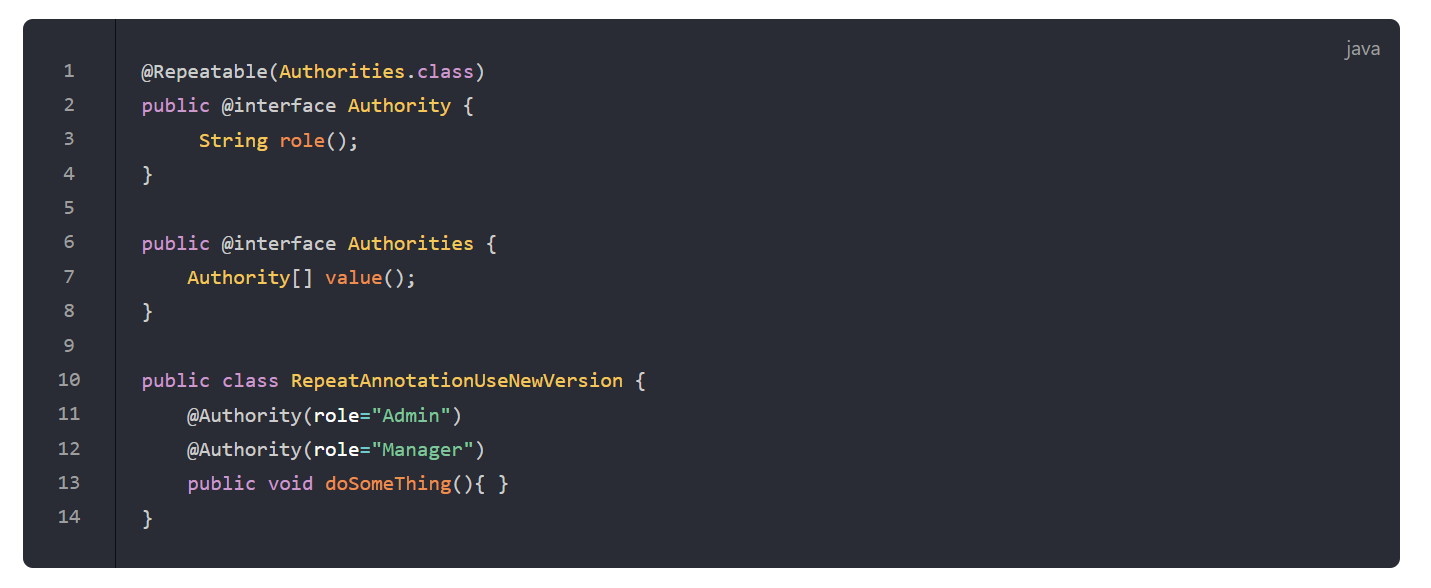 java
1 @Repeatable(Authorities.class)
2 public @interface Authority {
3      String role();
4 }
5
6 public @interface Authorities {
7     Authority[] value();
8 }
9
10 public class RepeatAnnotationUseNewVersion {
11     @Authority(role="Admin")
12     @Authority(role="Manager")
13     public void doSomeThing(){ }
14 }